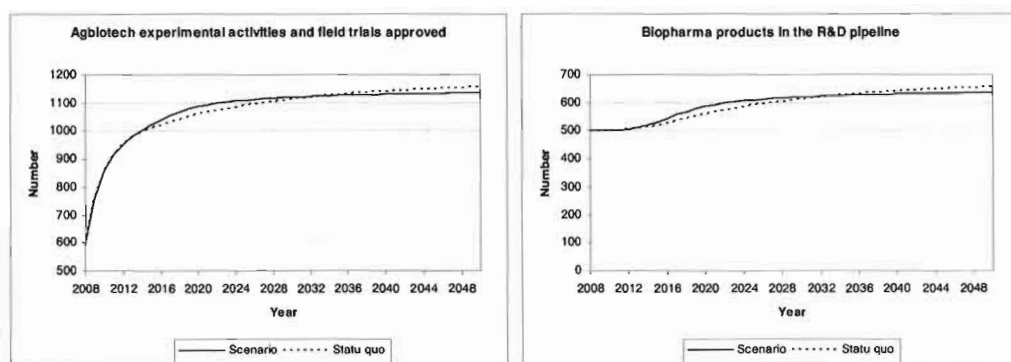 Agbiotech experimental activities and field trials approved
1200
1100
1000
900
800
700
600
500
Number
2008 2012 2016 2020 2024 2028 2032 2036 2040 2044 2048
Year
Scenario Statu quo
Biopharma products in the R&D pipeline
700
600
500
400
300
200
100
0
Number
2008 2012 2016 2020 2024 2028 2032 2036 2040 2044 2048
Year
Scenario Statu quo